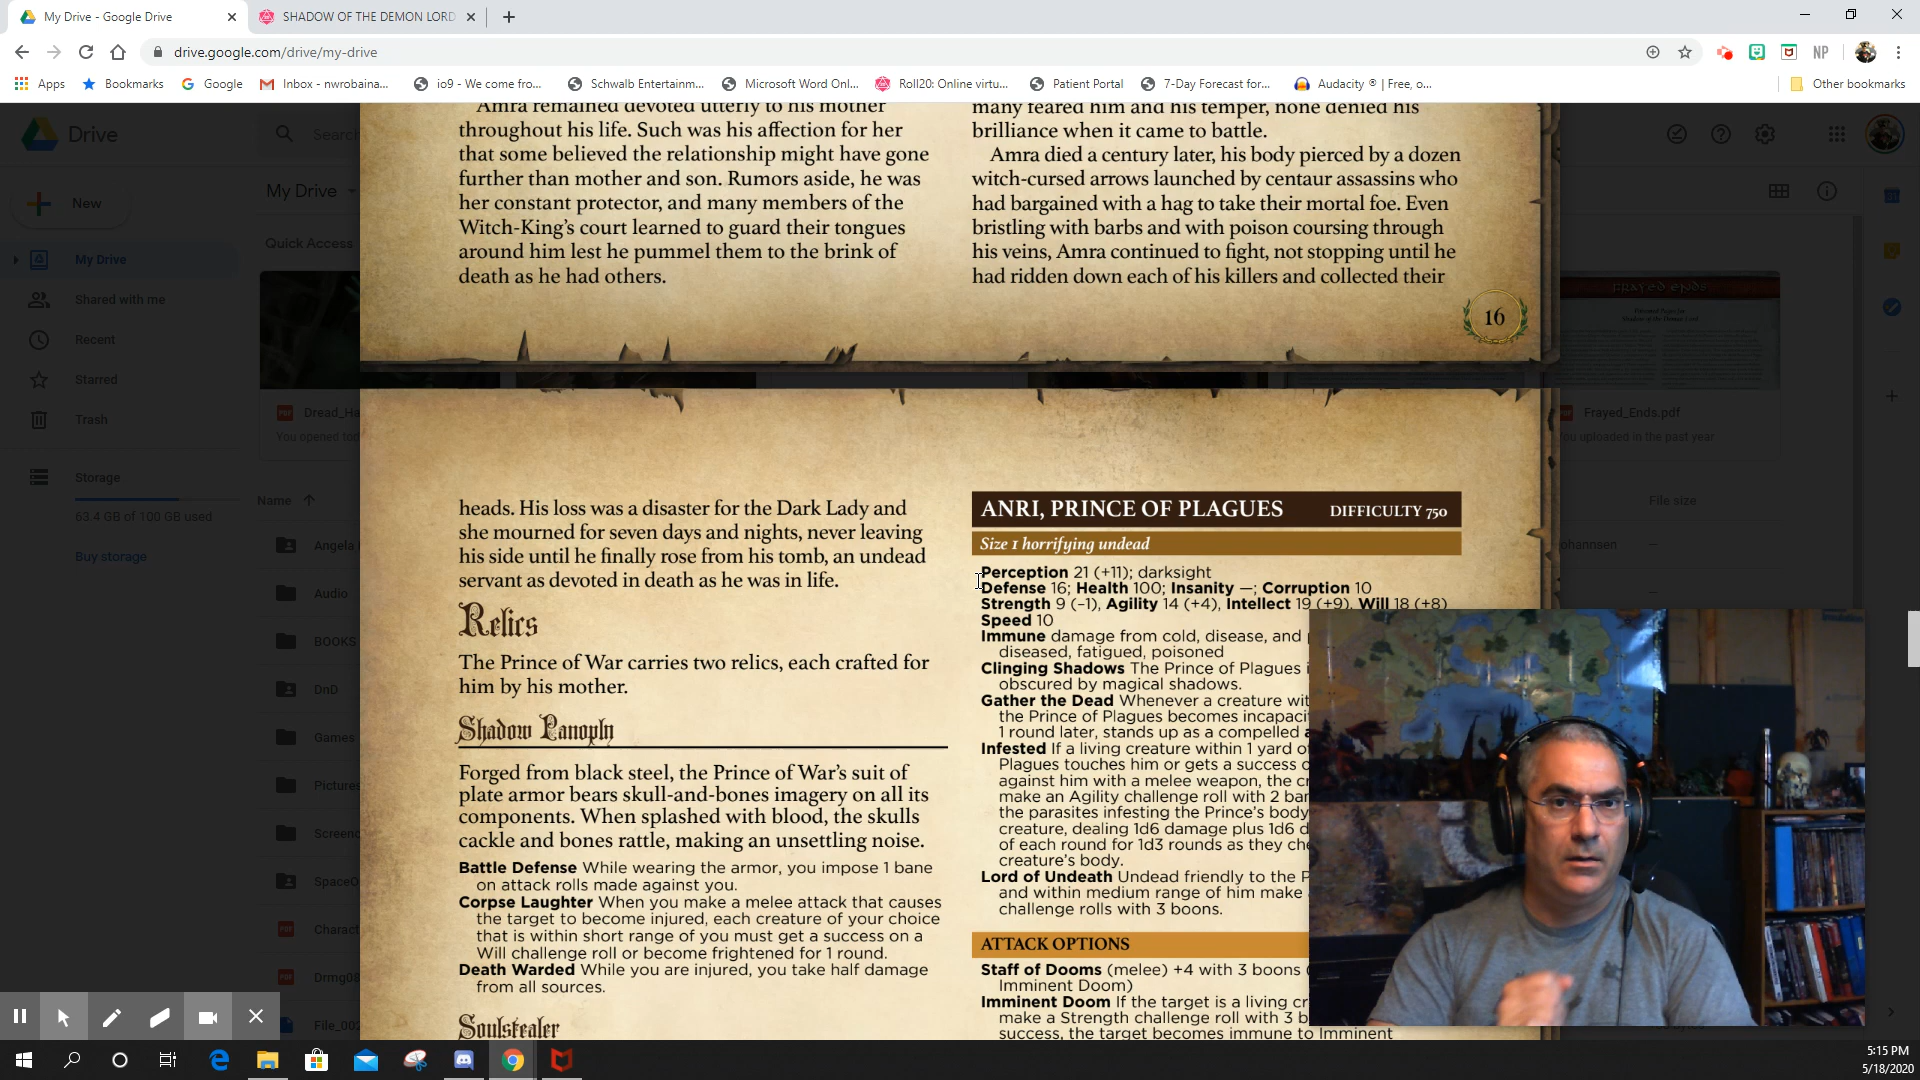 My Drive - Google Drive
SHADOW OF THE DEMON LORD
drive.google.com/drive/my-drive
NP
Apps
Bookmarks
Google
Inbox - nwrobaina...
io9 - We come fro...
Schwalb Entertainm...
Microsoft Word Onl...
Roll20: Online virtu...
Patient Portal
7-Day Forecast for...
Audacity ® | Free, o...
Other bookmarks
Drive
Search
New
My Drive
Quick Access
My Drive
Shared with me
Recent
Starred
Trash
Storage
63.4 GB of 100 GB used
Buy storage
Dread_Ha
You opened tod
FRAYED ENDS
Frayed_Ends.pdf
You uploaded in the past year
Name
File size
Angela
Audio
BOOKS
DnD
Games
Pictures
Screenc
SpaceO
Charact
Drmg08
File_002
ohannsen
Amra remained devoted utterly to his mother
throughout his life. Such was his affection for her
that some believed the relationship might have gone
further than mother and son. Rumors aside, he was
her constant protector, and many members of the
Witch-King's court learned to guard their tongues
around him lest he pummel them to the brink of
death as he had others.
many feared him and his temper, none denied his
brilliance when it came to battle.
Amra died a century later, his body pierced by a dozen
witch-cursed arrows launched by centaur assassins who
had bargained with a hag to take their mortal foe. Even
bristling with barbs and with poison coursing through
his veins, Amra continued to fight, not stopping until he
had ridden down each of his killers and collected their
16
heads. His loss was a disaster for the Dark Lady and
she mourned for seven days and nights, never leaving
his side until he finally rose from his tomb, an undead
servant as devoted in death as he was in life.
Relics
The Prince of War carries two relics, each crafted for
him by his mother.
Shadow Panoply
Forged from black steel, the Prince of War's suit of
plate armor bears skull-and-bones imagery on all its
components. When splashed with blood, the skulls
cackle and bones rattle, making an unsettling noise.
Battle Defense While wearing the armor, you impose 1 bane
on attack rolls made against you.
Corpse Laughter When you make a melee attack that causes
the target to become injured, each creature of your choice
that is within short range of you must get a success on a
Will challenge roll or become frightened for 1 round.
Death Warded While you are injured, you take half damage
from all sources.
Soulstealer
ANRI, PRINCE OF PLAGUES DIFFICULTY 750
Size 1 horrifying undead
Perception 21 (+11); darksight
Defense 16; Health 100; Insanity —; Corruption 10
Strength 9 (–1), Agility 14 (+4), Intellect 19 (+9), Will 18 (+8)
Speed 10
Immune damage from cold, disease, and
diseased, fatigued, poisoned
Clinging Shadows The Prince of Plagues i
obscured by magical shadows.
Gather the Dead Whenever a creature wit
the Prince of Plagues becomes incapaci
1 round later, stands up as a compelled
Infested If a living creature within 1 yard o
Plagues touches him or gets a success o
against him with a melee weapon, the cr
make an Agility challenge roll with 2 ban
the parasites infesting the Prince's body
creature, dealing 1d6 damage plus 1d6 d
of each round for 1d3 rounds as they che
creature's body.
Lord of Undeath Undead friendly to the P
and within medium range of him make
challenge rolls with 3 boons.
ATTACK OPTIONS
Staff of Dooms (melee) +4 with 3 boons (
Imminent Doom)
Imminent Doom If the target is a living cr
make a Strength challenge roll with 3 b
success, the target becomes immune to Imminent
5:15 PM
5/18/2020